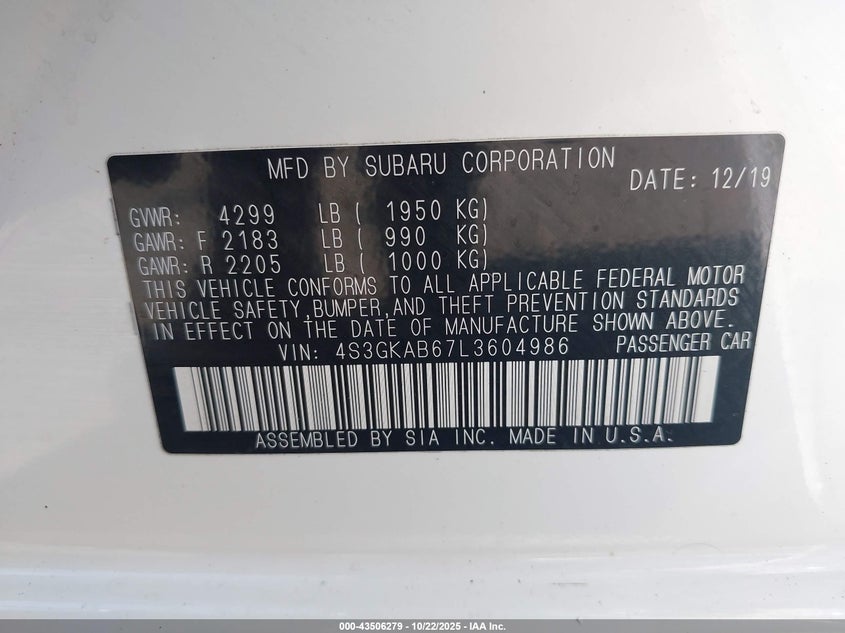 MFD BY SUBARU CORPORATION
DATE: 12/19
GVWR: 4299 LB ( 1950 KG)
GAWR: F 2183 LB ( 990 KG)
GAWR: R 2205 LB ( 1000 KG)
THIS VEHICLE CONFORMS TO ALL APPLICABLE FEDERAL MOTOR
VEHICLE SAFETY,BUMPER,AND THEFT PREVENTION STANDARDS
IN EFFECT ON THE DATE OF MANUFACTURE SHOWN ABOVE.
VIN: 4S3GKAB67L3604986 PASSENGER CAR
ASSEMBLED BY SIA INC. MADE IN U.S.A.
000-43506279 - 10/22/2025 - IAA Inc.